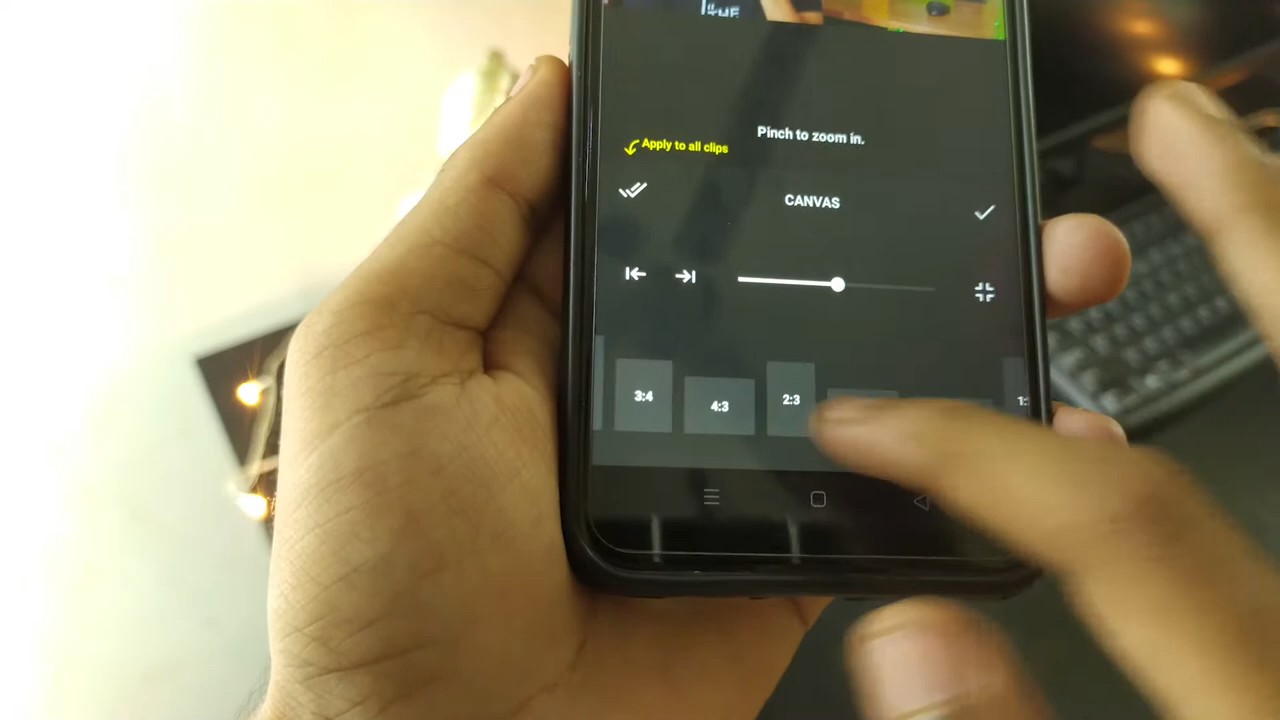 Pinch to zoom in.
Apply to all clips
CANVAS
3:4
4:3
2:3